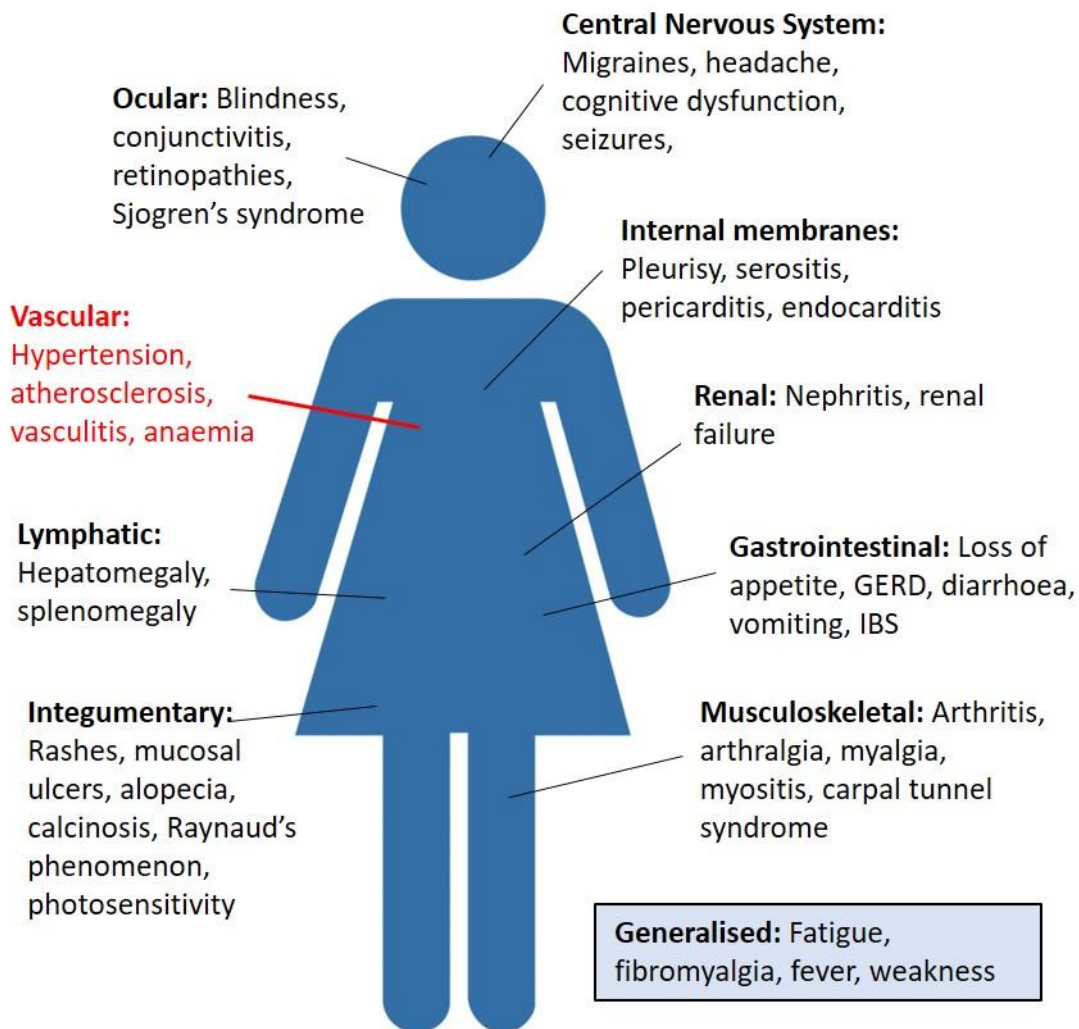 Central Nervous System:
Migraines, headache,
cognitive dysfunction,
seizures,
Ocular: Blindness,
conjunctivitis,
retinopathies,
Sjogren’s syndrome
Internal membranes:
Pleurisy, serositis,
pericarditis, endocarditis
Vascular:
Hypertension,
atherosclerosis,
vasculitis, anaemia
Renal: Nephritis, renal
failure
Lymphatic:
Hepatomegaly,
splenomegaly
Gastrointestinal: Loss of
appetite, GERD, diarrhoea,
vomiting, IBS
Integumentary:
Rashes, mucosal
ulcers, alopecia,
calcinosis, Raynaud’s
phenomenon,
photosensitivity
Musculoskeletal: Arthritis,
arthralgia, myalgia,
myositis, carpal tunnel
syndrome
Generalised: Fatigue,
fibromyalgia, fever, weakness